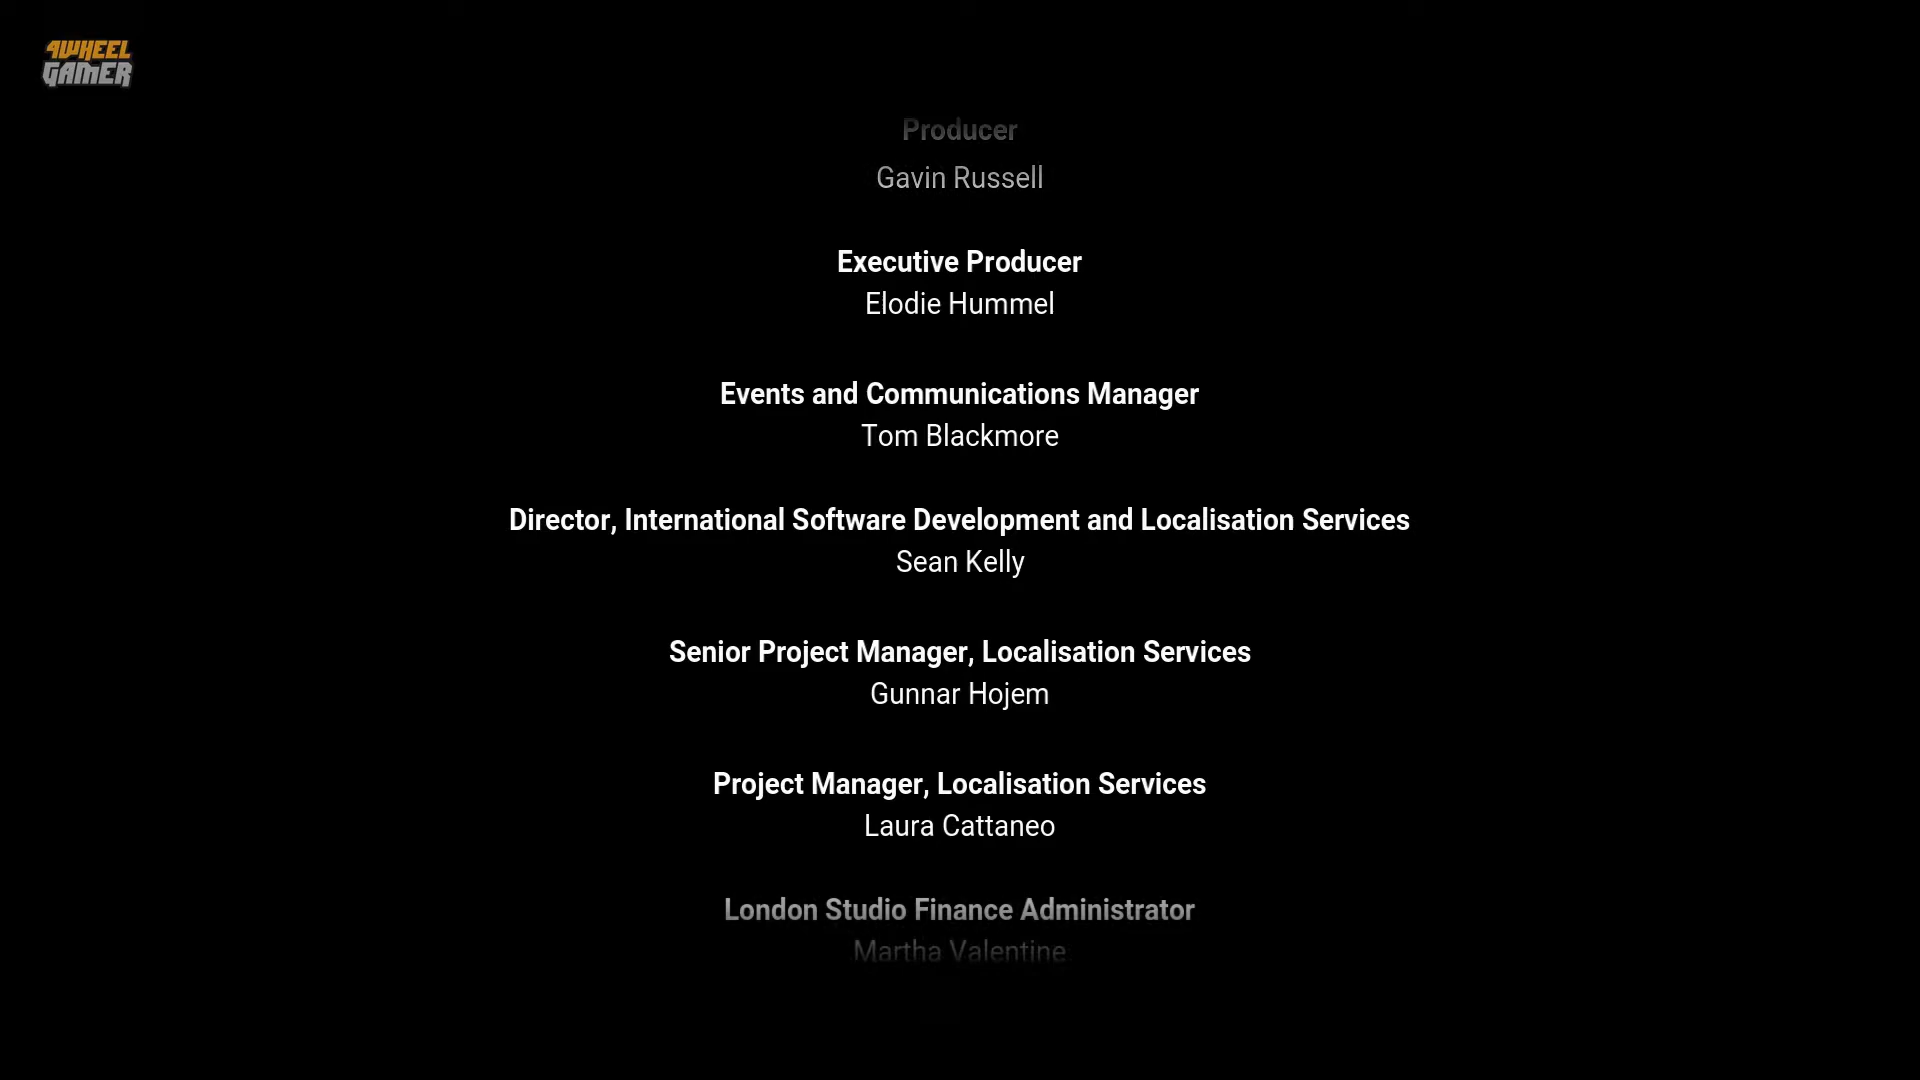 4WHEEL
GAMER
Producer
Gavin Russell
Executive Producer
Elodie Hummel
Events and Communications Manager
Tom Blackmore
Director, International Software Development and Localisation Services
Sean Kelly
Senior Project Manager, Localisation Services
Gunnar Hojem
Project Manager, Localisation Services
Laura Cattaneo
London Studio Finance Administrator
Martha Valentine